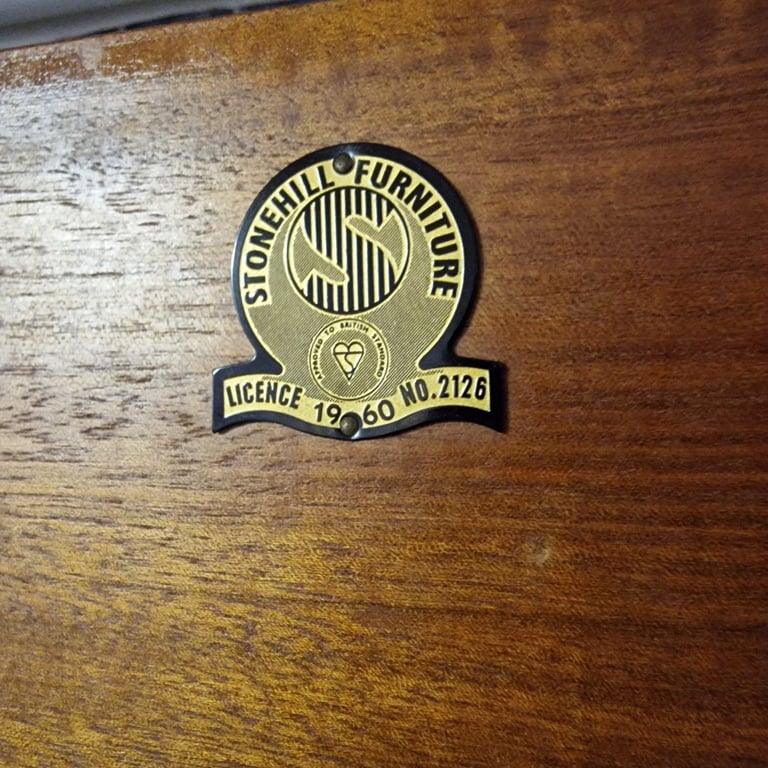 STONEHILL FURNITURE
APPROVED TO BRITISH STANDARD
LICENCE 1960 NO.2126